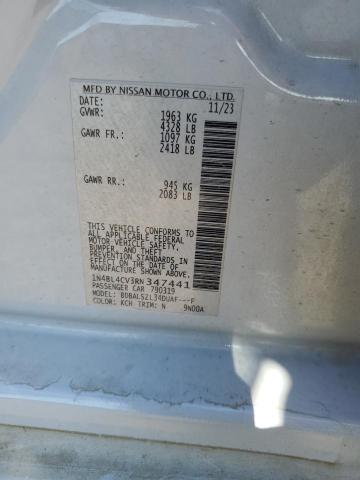 MFD BY NISSAN MOTOR CO., LTD.
DATE: 11/23
GVWR: 1963 KG
4328 LB
GAWR FR: 1097 KG
2418 LB
GAWR RR: 945 KG
2083 LB
THIS VEHICLE CONFORMS TO
ALL APPLICABLE FEDERAL
MOTOR VEHICLE SAFETY,
BUMPER, AND THEFT
PREVENTION STANDARDS IN
EFFECT ON THE DATE OF
MANUFACTURE SHOWN ABOVE.
1N4BL4CV3RN347441
PASSENGER CAR 790319
MODEL: BDBALSZL34DUAF---F
COLOR: KCH TRIM: N 9N00A